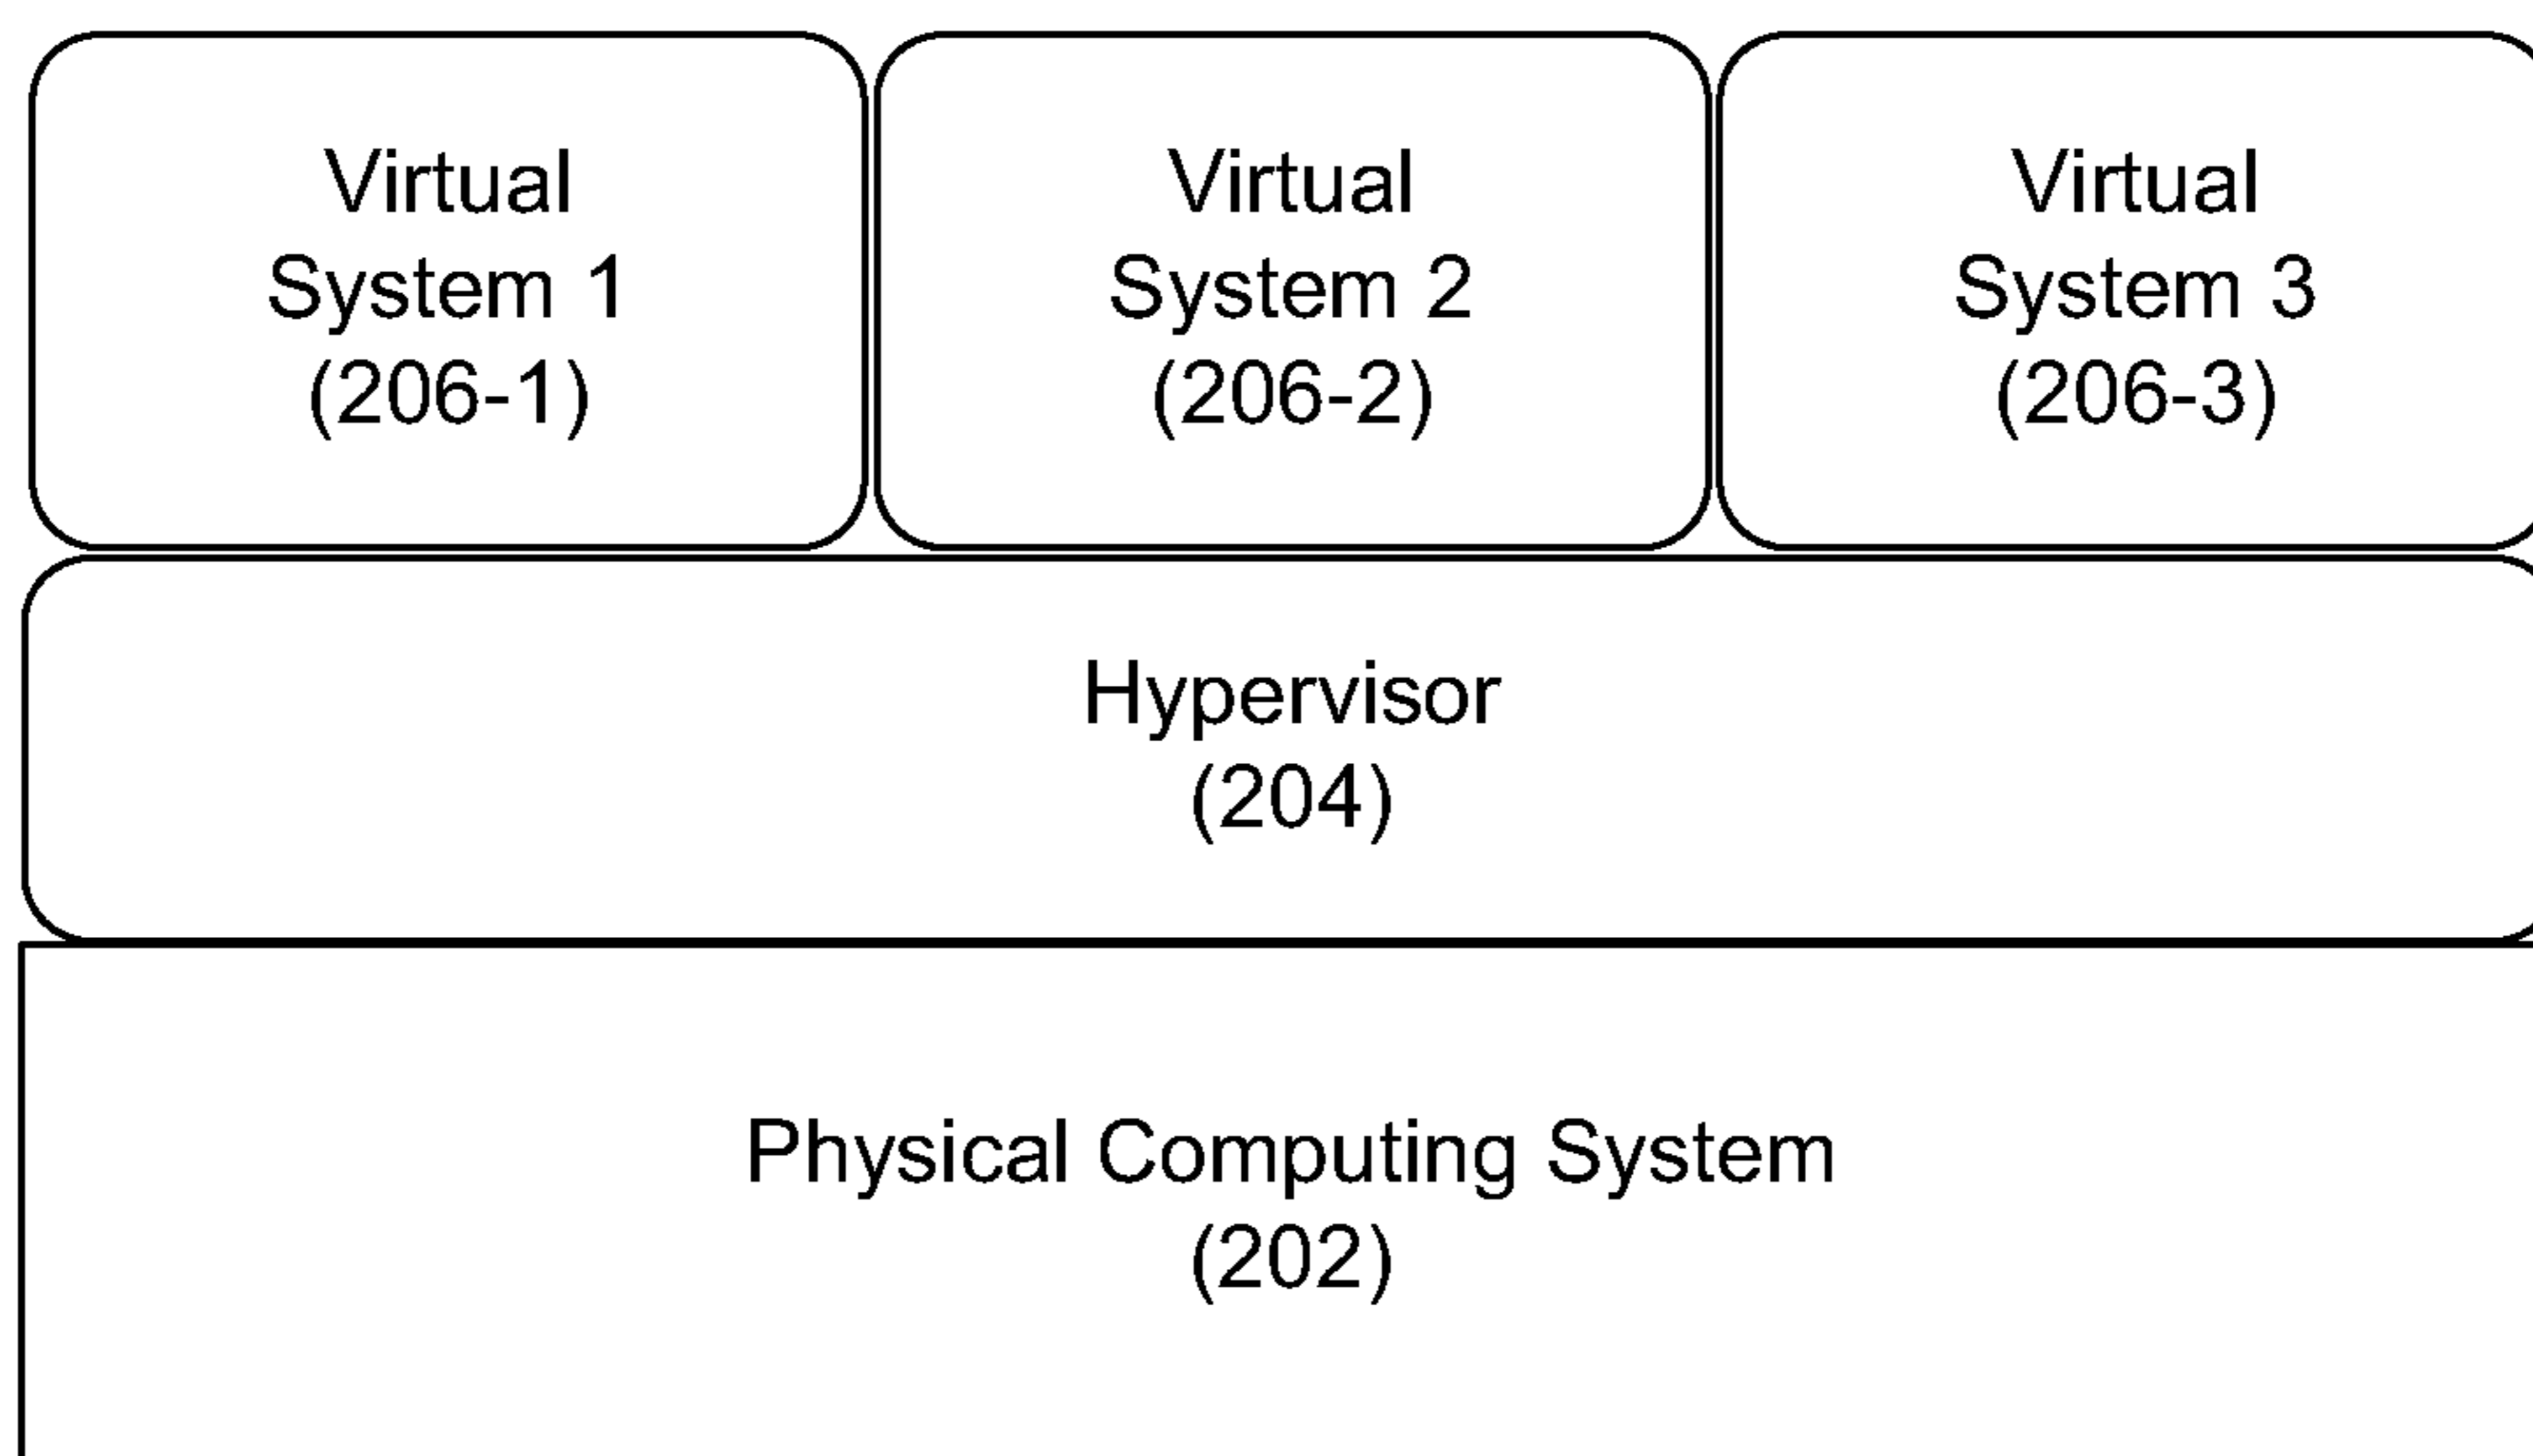 Virtual
System 1
(206-1)
Virtual
System 2
(206-2)
Virtual
System 3
(206-3)
Hypervisor
(204)
Physical Computing System
(202)